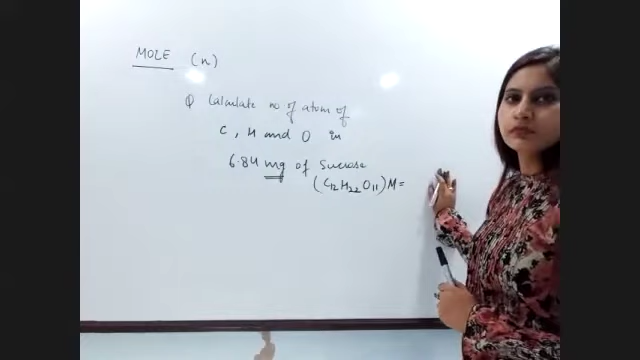 MOLE (n)
Q Calculate no of atom of
C, H and O in
6.84 mg of Sucrose
(C₁₂H₂₂O₁₁) M =